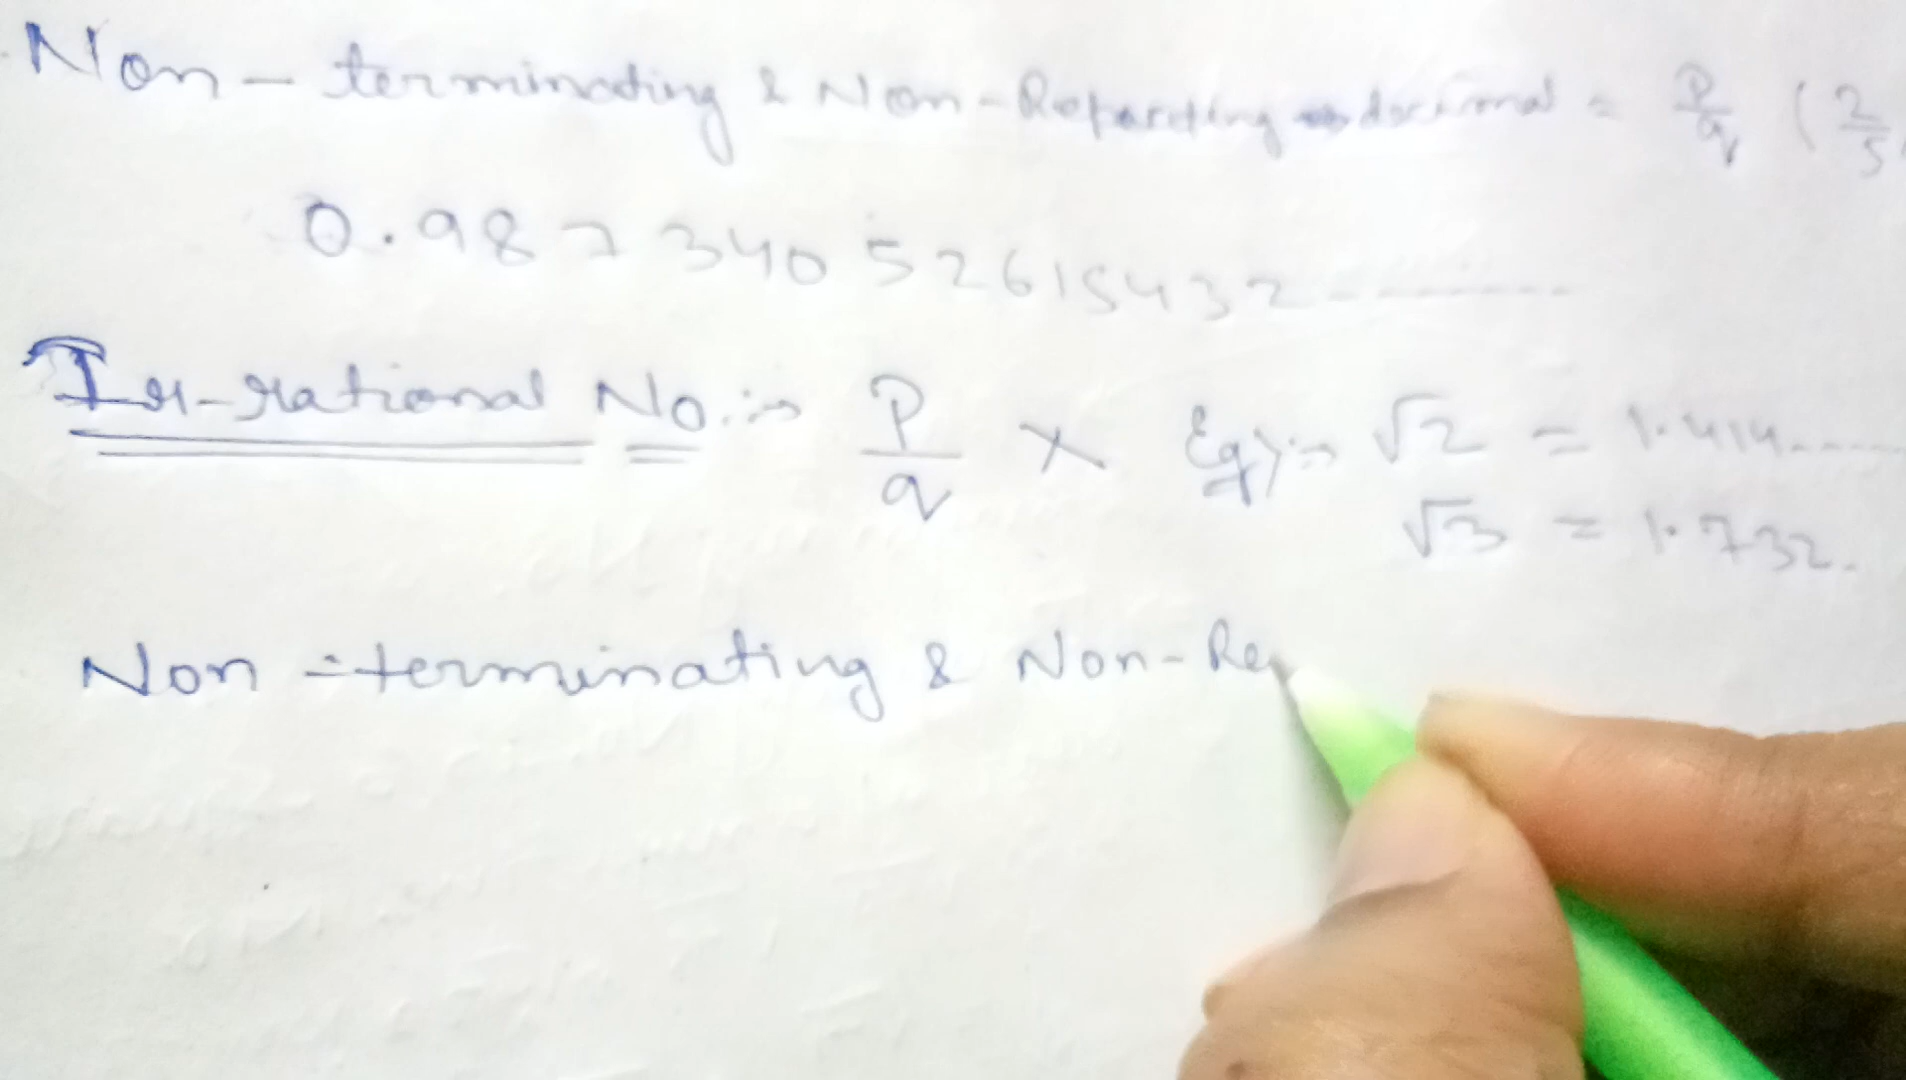 Non-terminating & Non-Repeating decimal = P/q (2/5
0.98734052615432--------
Ir-rational No.:→ P/q × Eg):→ √2 = 1.414.......
√3 = 1.732.
Non-terminating & Non-Re